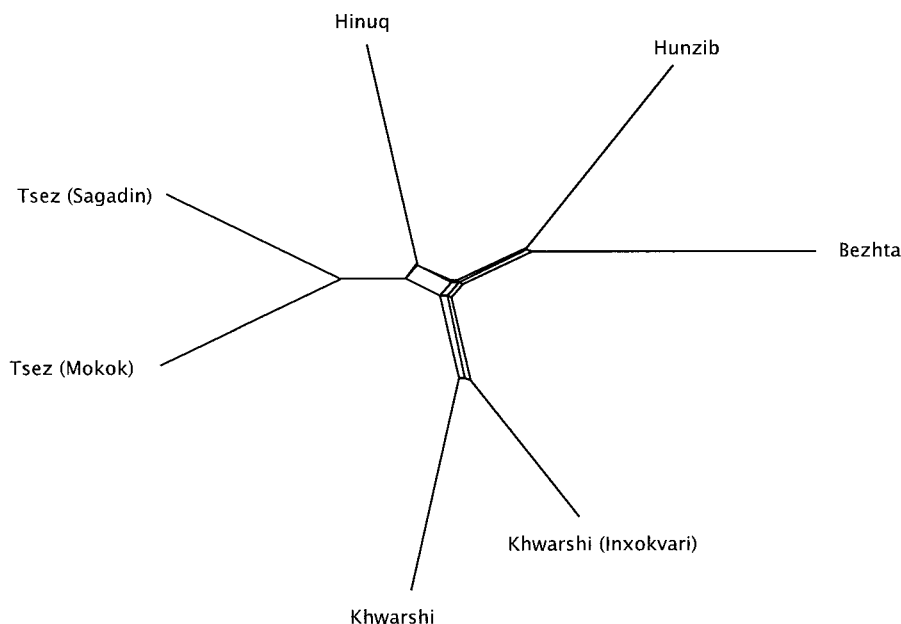 Hinuq
Hunzib
Tsez (Sagadin)
Bezhta
Tsez (Mokok)
Khwarshi (Inxokvari)
Khwarshi